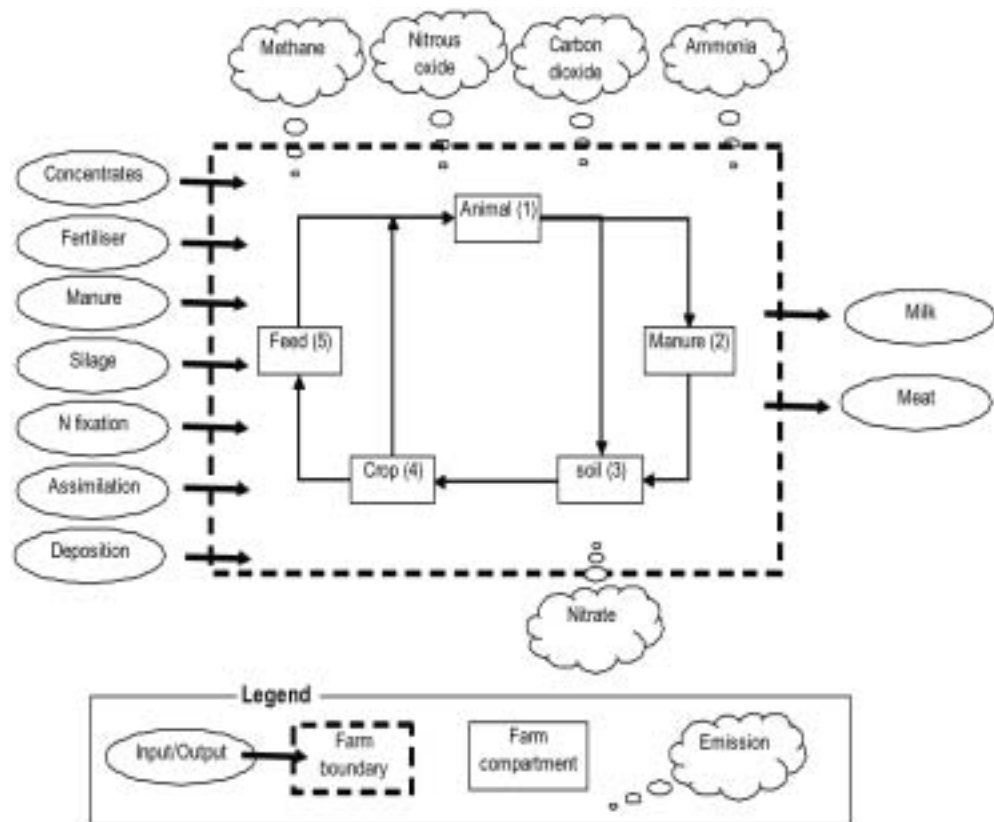 Methane
Nitrous
oxide
Carbon
dioxide
Ammonia
Concentrates
Fertiliser
Manure
Silage
N fixation
Assimilation
Deposition
Animal (1)
Feed (5)
Manure (2)
Crop (4)
soil (3)
Milk
Meat
Nitrate
Legend
Input/Output
Farm
boundary
Farm
compartment
Emission